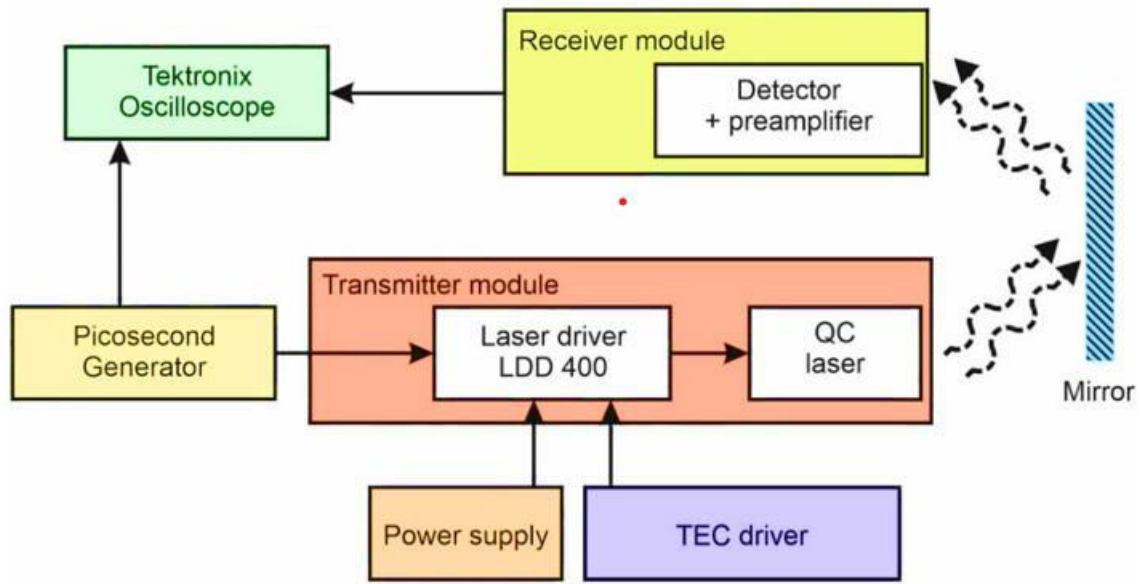 Receiver module
Tektronix
Oscilloscope
Detector
+ preamplifier
Transmitter module
Picosecond
Generator
Laser driver
LDD 400
QC
laser
Mirror
Power supply
TEC driver